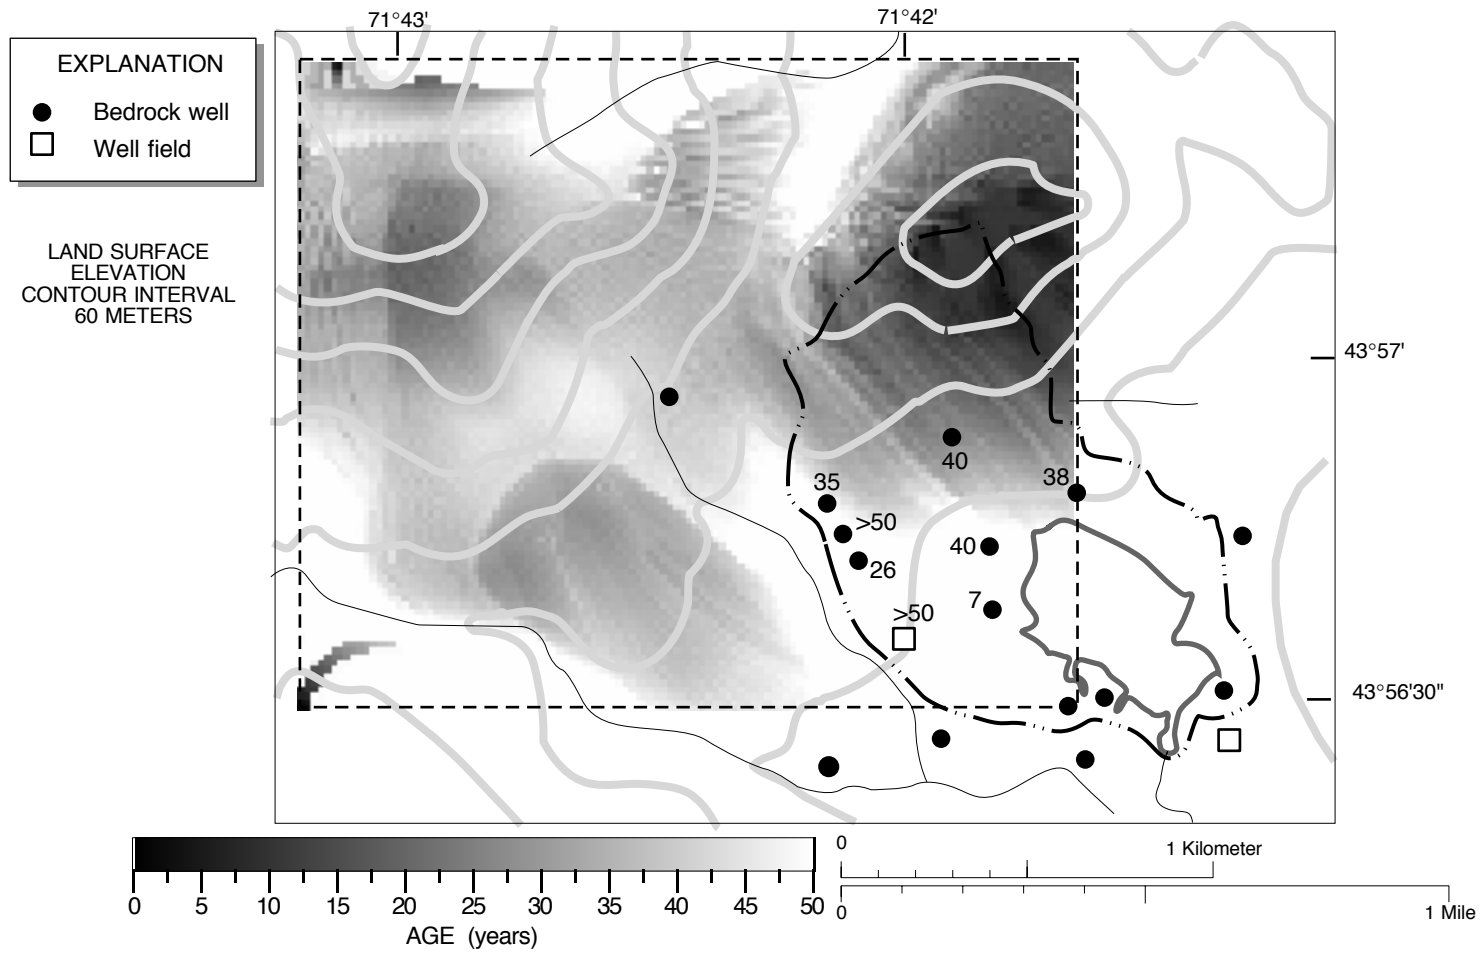 71°43'
71°42'
EXPLANATION
Bedrock well
Well field
LAND SURFACE
ELEVATION
CONTOUR INTERVAL
60 METERS
43°57'
40
38
35
>50
40
26
7
>50
43°56'30"
0
1 Kilometer
0 5 10 15 20 25 30 35 40 45 50
0
1 Mile
AGE (years)